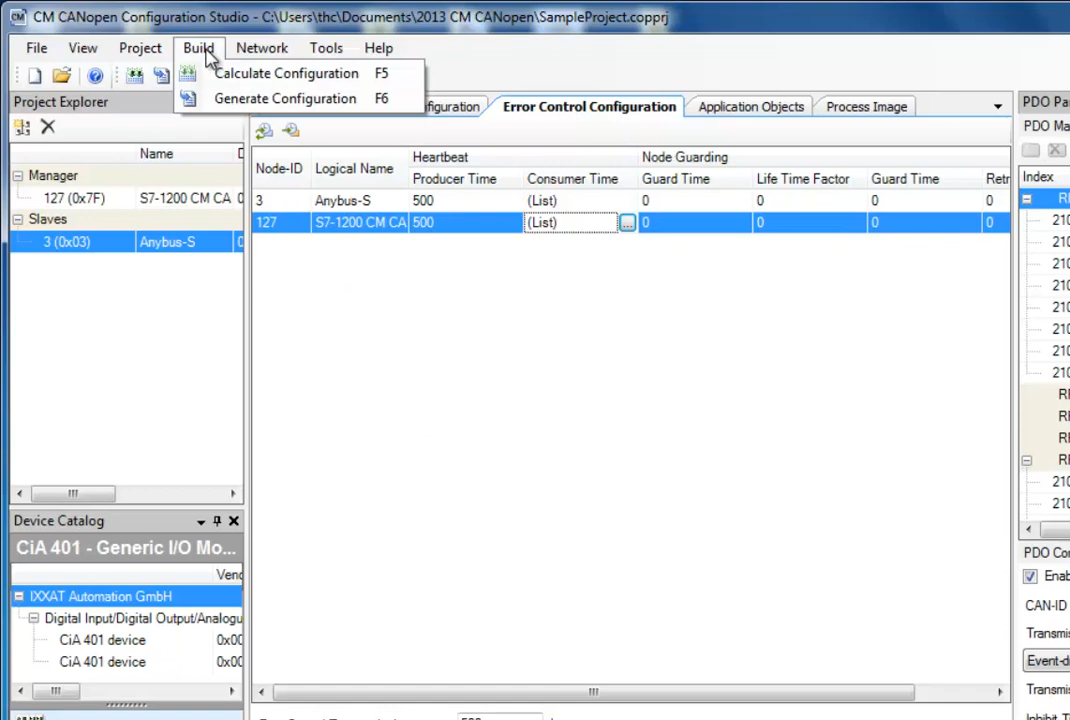 CM CANopen Configuration Studio - C:\Users\thc\Documents\2013 CM CANopen\SampleProject.copprj
File View Project Build Network Tools Help
Calculate Configuration F5
Generate Configuration F6
Project Explorer
Error Control Configuration Application Objects Process Image
Name
Manager
127 (0x7F) S7-1200 CM CA
Slaves
3 (0x03) Anybus-S
Node-ID Logical Name Heartbeat Node Guarding
Producer Time Consumer Time Guard Time Life Time Factor Guard Time
3 Anybus-S 500 (List) 0 0 0 0
127 S7-1200 CM CA 500 (List) ... 0 0 0 0
Device Catalog
CiA 401 - Generic I/O Mo...
IXXAT Automation GmbH
Digital Input/Digital Output/Analogu
CiA 401 device
CiA 401 device
PDO
PDO
Index
PDO
CAN-ID